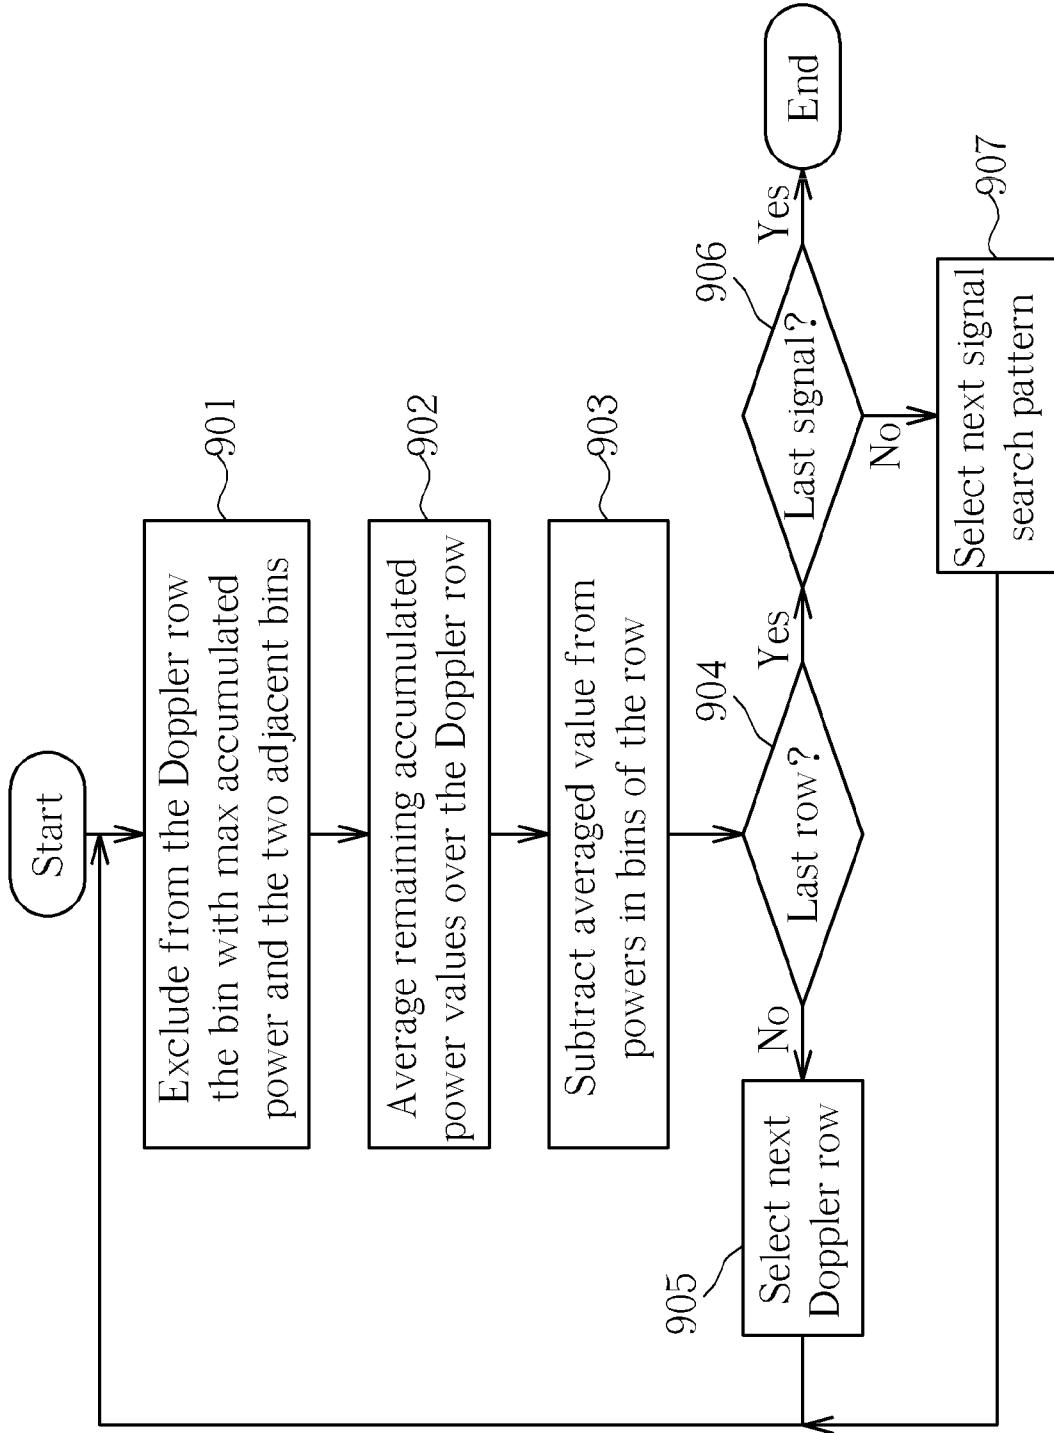 Start
Exclude from the Doppler row
the bin with max accumulated
power and the two adjacent bins
901
Average remaining accumulated
power values over the Doppler row
902
Subtract averaged value from
powers in bins of the row
903
Last row?
904
No
Yes
Select next
Doppler row
905
Last signal?
906
Yes
No
End
Select next signal
search pattern
907